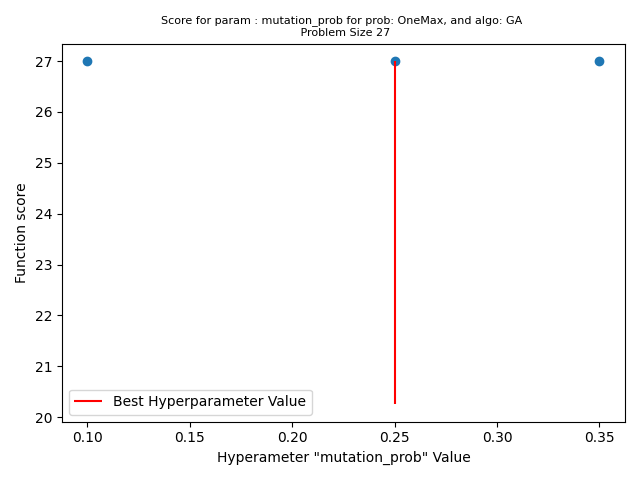 Score for param : mutation_prob for prob: OneMax, and algo: GA
Problem Size 27
27
26
25
24
23
22
21
20
Function score
Best Hyperparameter Value
0.10 0.15 0.20 0.25 0.30 0.35
Hyperameter "mutation_prob" Value